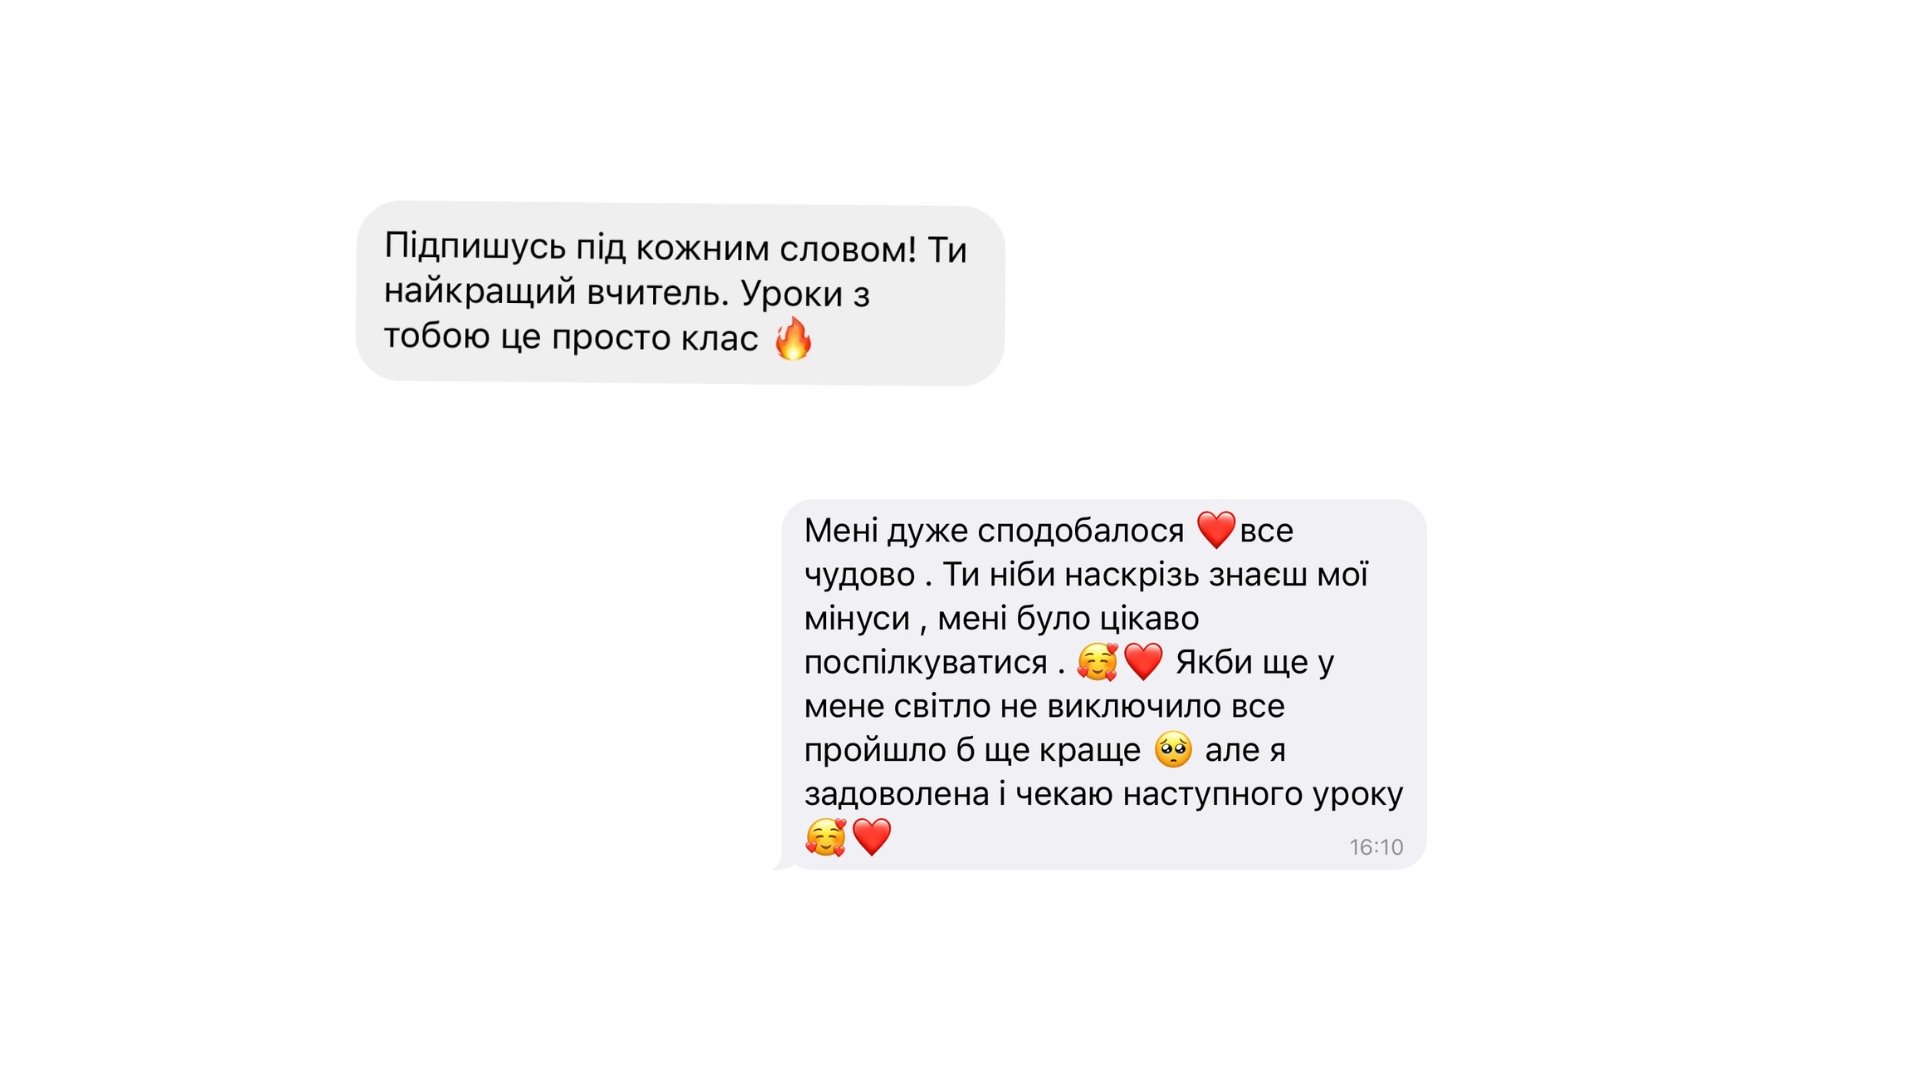 Підпишусь під кожним словом! Ти
найкращий вчитель. Уроки з
тобою це просто клас 🔥
Мені дуже сподобалося ❤️все
чудово . Ти ніби наскрізь знаєш мої
мінуси , мені було цікаво
поспілкуватися . 🥰❤️ Якби ще у
мене світло не виключило все
пройшло б ще краще 🥺 але я
задоволена і чекаю наступного уроку
🥰❤️
16:10